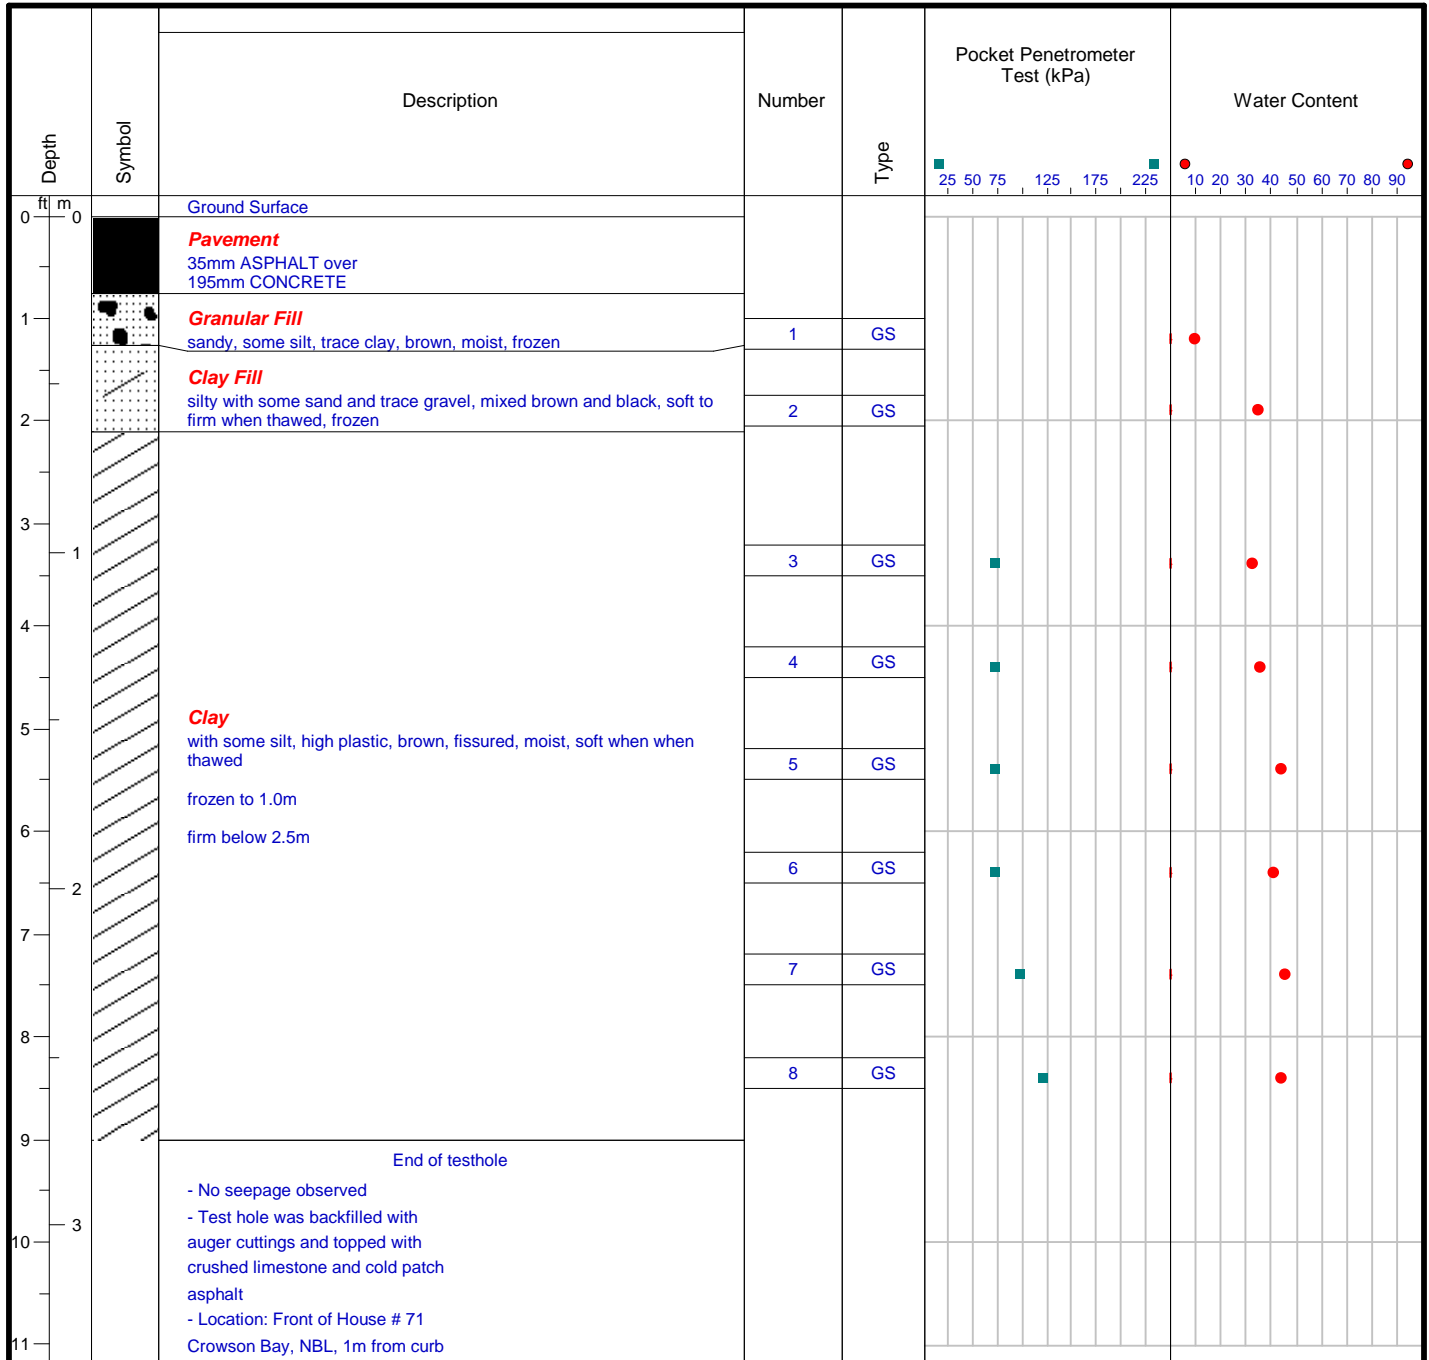 Depth
Symbol
Description
Number
Type
Pocket Penetrometer
Test (kPa)
Water Content
25 50 75 125 175 225
10 20 30 40 50 60 70 80 90
ft m
Ground Surface
0 0
Pavement
35mm ASPHALT over
195mm CONCRETE
1
Granular Fill
sandy, some silt, trace clay, brown, moist, frozen
1 GS
Clay Fill
silty with some sand and trace gravel, mixed brown and black, soft to
firm when thawed, frozen
2 GS
2
3
1
3 GS
4
4 GS
Clay
5
with some silt, high plastic, brown, fissured, moist, soft when when
thawed
5 GS
frozen to 1.0m
6
firm below 2.5m
6 GS
2
7
7 GS
8
8 GS
9
End of testhole
- No seepage observed
- Test hole was backfilled with
3
auger cuttings and topped with
10
crushed limestone and cold patch
asphalt
- Location: Front of House # 71
11
Crowson Bay, NBL, 1m from curb